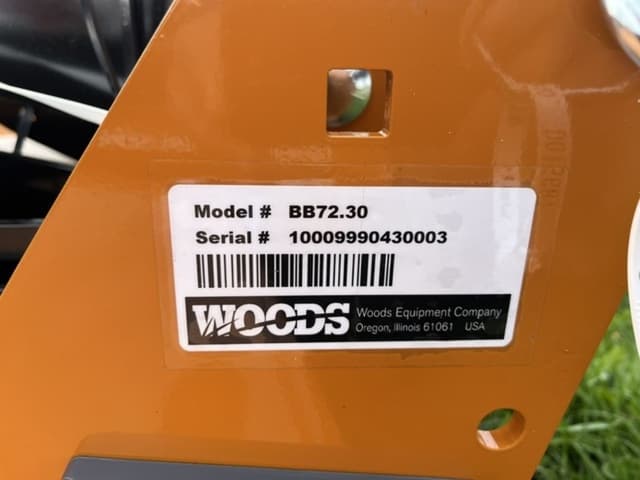 Model # BB72.30
Serial # 10009990430003
WOODS
Woods Equipment Company
Oregon, Illinois 61061 USA